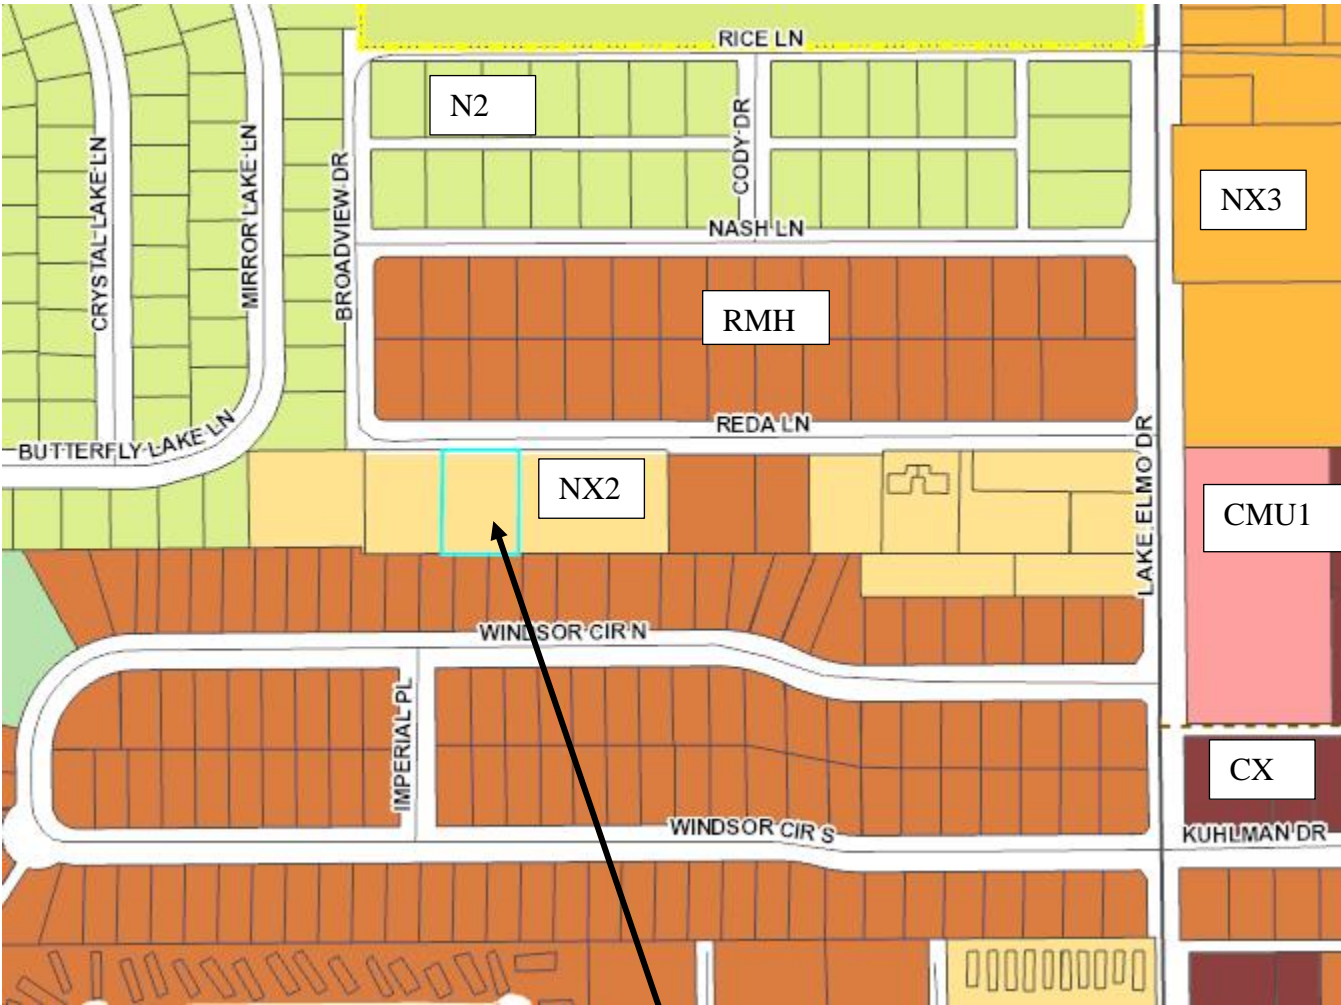 RICE LN
N2
CODY DR
CRYSTAL LAKE LN
MIRROR LAKE LN
BROADVIEW DR
NX3
NASH LN
RMH
REDA LN
BUTTERFLY LAKE LN
LAKE ELMO DR
NX2
CMU1
WINDSOR CIR N
IMPERIAL PL
CX
WINDSOR CIR S
KUHLMAN DR